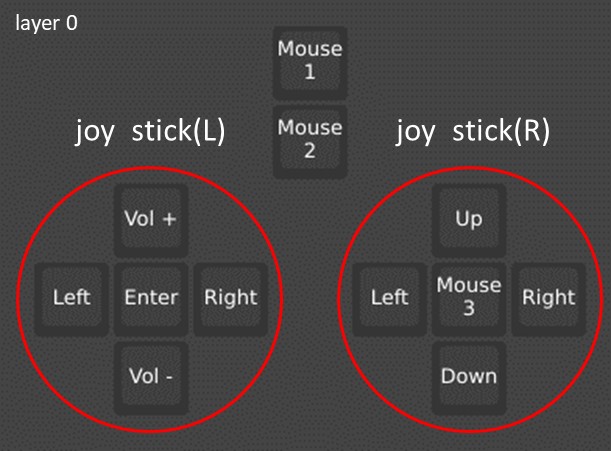 layer 0
Mouse
1
Mouse
2
joy stick(L)
joy stick(R)
Vol +
Left
Enter
Right
Vol -
Up
Left
Mouse
3
Right
Down